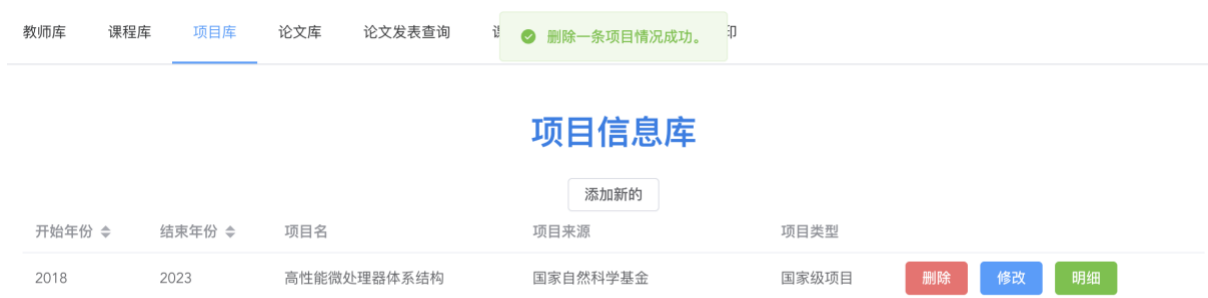 教师库 课程库 项目库 论文库 论文发表查询 印
删除一条项目情况成功。
项目信息库
添加新的
开始年份 结束年份 项目名 项目来源 项目类型
2018 2023 高性能微处理器体系结构 国家自然科学基金 国家级项目 删除 修改 明细